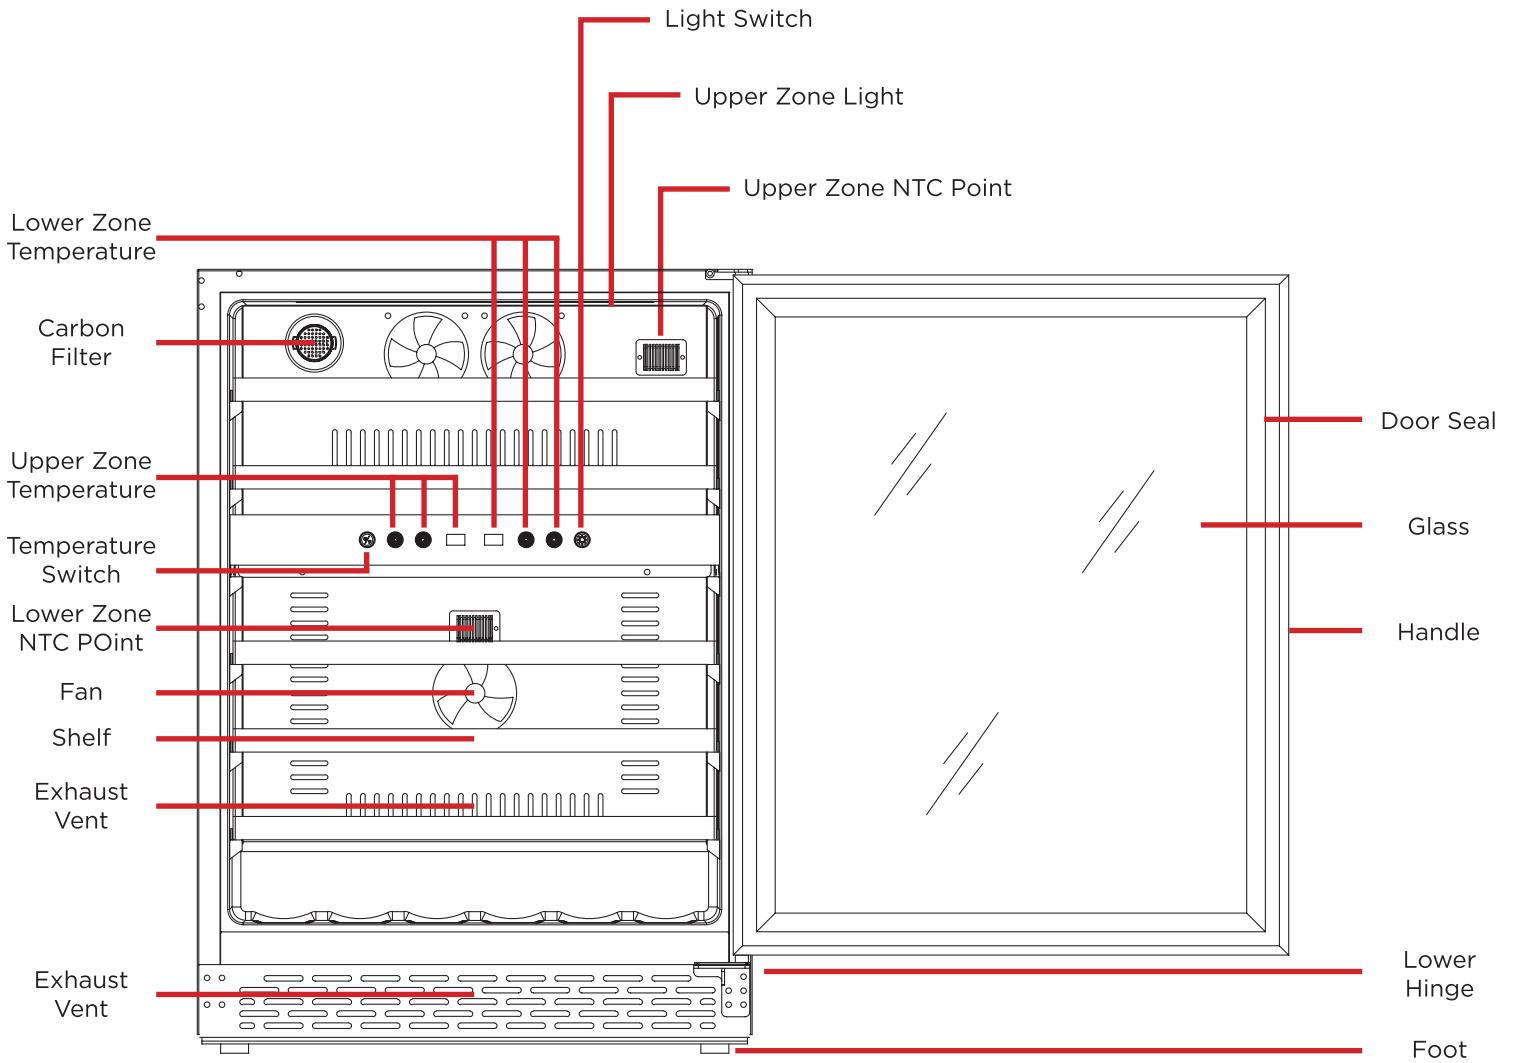 Light Switch
Upper Zone Light
Upper Zone NTC Point
Lower Zone
Temperature
Carbon
Filter
Upper Zone
Temperature
Temperature
Switch
Lower Zone
NTC POint
Fan
Shelf
Exhaust
Vent
Exhaust
Vent
Door Seal
Glass
Handle
Lower
Hinge
Foot